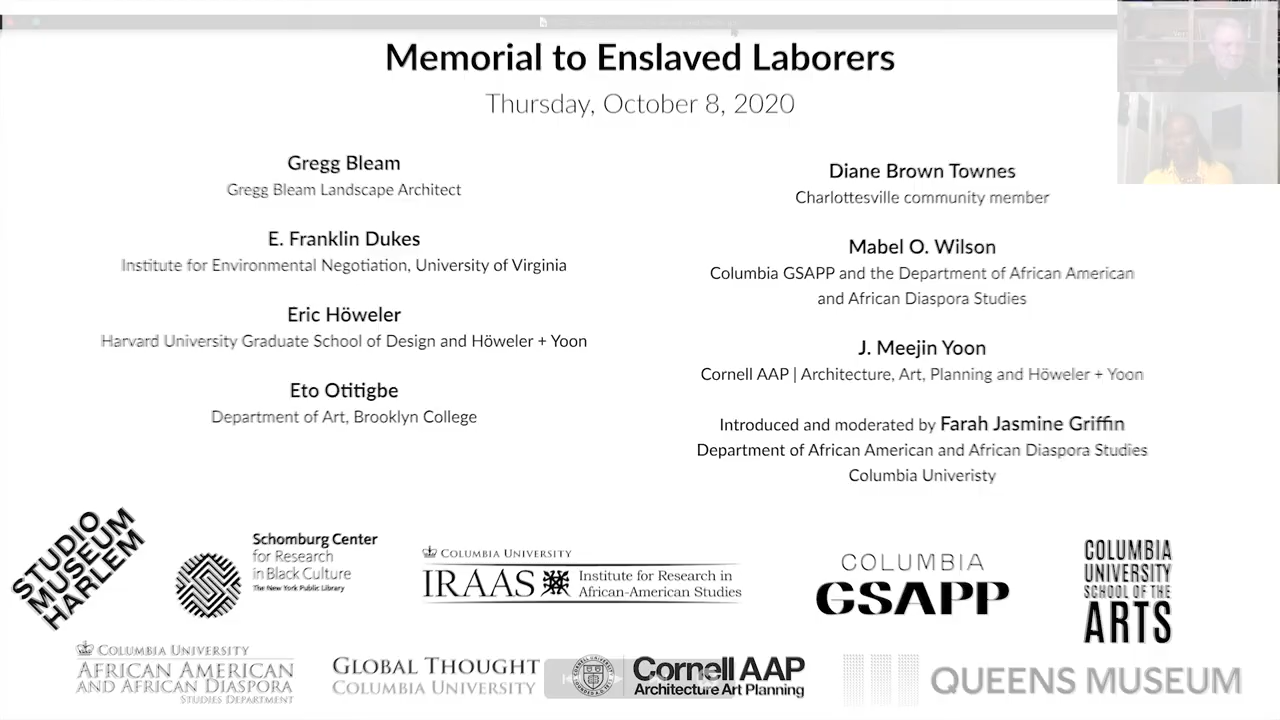 Memorial to Enslaved Laborers
Thursday, October 8, 2020
Gregg Bleam
Gregg Bleam Landscape Architect
E. Franklin Dukes
Institute for Environmental Negotiation, University of Virginia
Eric Höweler
Harvard University Graduate School of Design and Höweler + Yoon
Eto Otitigbe
Department of Art, Brooklyn College
Diane Brown Townes
Charlottesville community member
Mabel O. Wilson
Columbia GSAPP and the Department of African American
and African Diaspora Studies
J. Meejin Yoon
Cornell AAP | Architecture, Art, Planning and Höweler + Yoon
Introduced and moderated by Farah Jasmine Griffin
Department of African American and African Diaspora Studies
Columbia Univeristy
STUDIO
MUSEUM
HARLEM
Schomburg Center
for Research
in Black Culture
The New York Public Library
COLUMBIA UNIVERSITY
IRAAS
Institute for Research in
African-American Studies
COLUMBIA
GSAPP
COLUMBIA
UNIVERSITY
SCHOOL OF THE
ARTS
COLUMBIA UNIVERSITY
AFRICAN AMERICAN
AND AFRICAN DIASPORA
STUDIES DEPARTMENT
GLOBAL THOUGHT
COLUMBIA UNIVERSITY
Cornell AAP
Architecture Art Planning
QUEENS MUSEUM